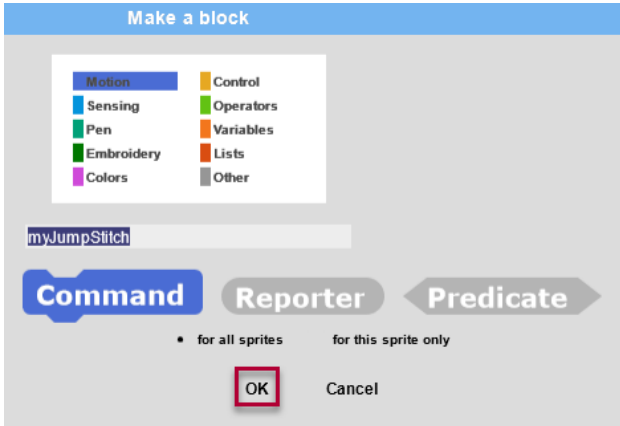 Make a block
Motion Control
Sensing Operators
Pen Variables
Embroidery Lists
Colors Other
myJumpStitch
Command Reporter Predicate
for all sprites for this sprite only
OK Cancel